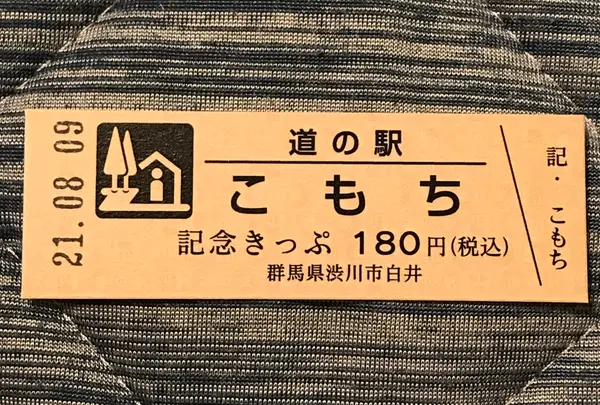 21.08 09
道の駅
こもち
記念きっぷ 180円(税込)
群馬県渋川市白井
記・こもち